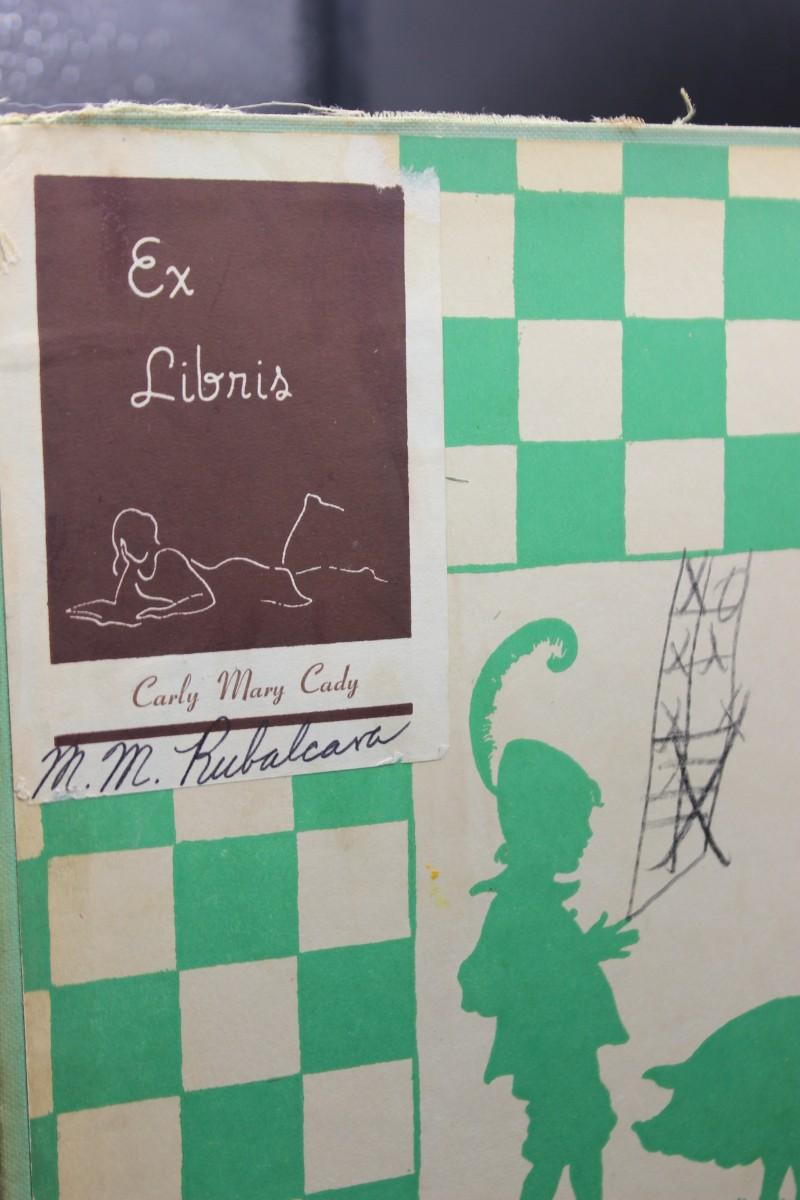 Ex
Libris
Carly Mary Cady
M. M. Rubalcava